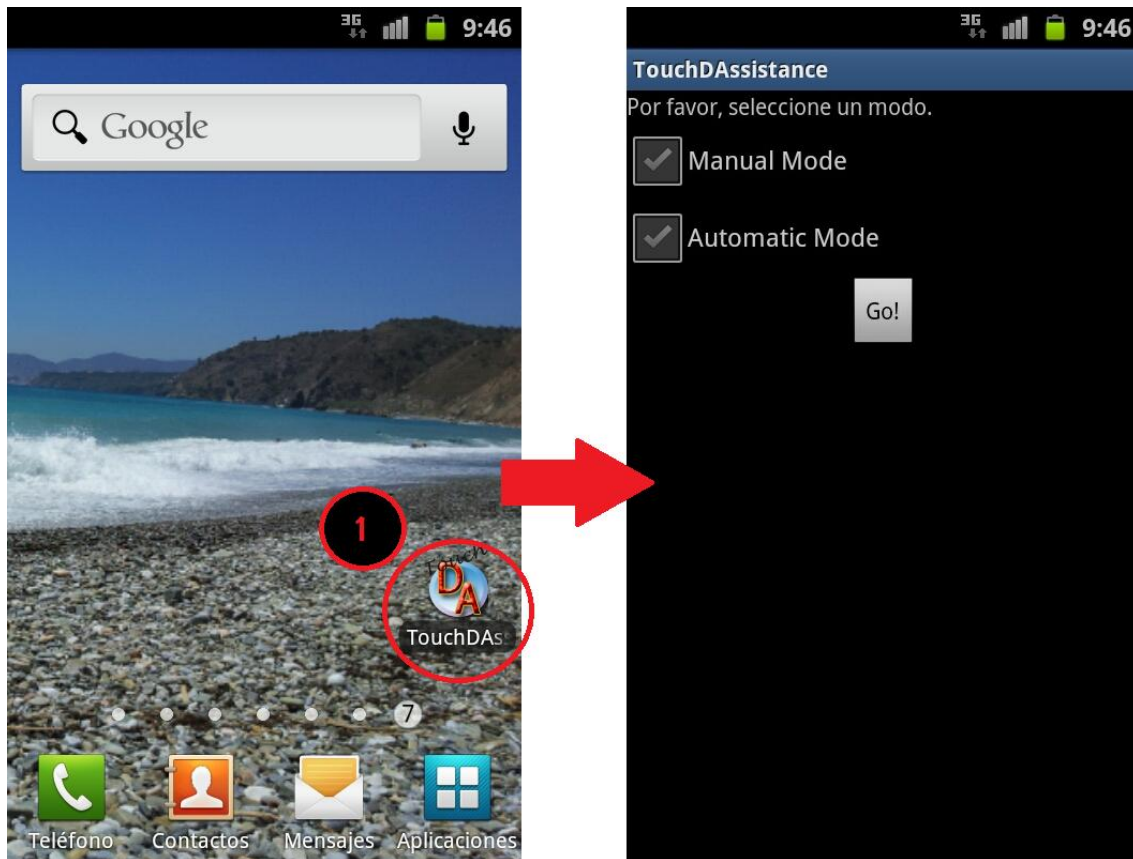 3G
9:46
Google
1
Touch
DA
TouchDAs
7
Teléfono Contactos Mensajes Aplicaciones
3G
9:46
TouchDAssistance
Por favor, seleccione un modo.
Manual Mode
Automatic Mode
Go!